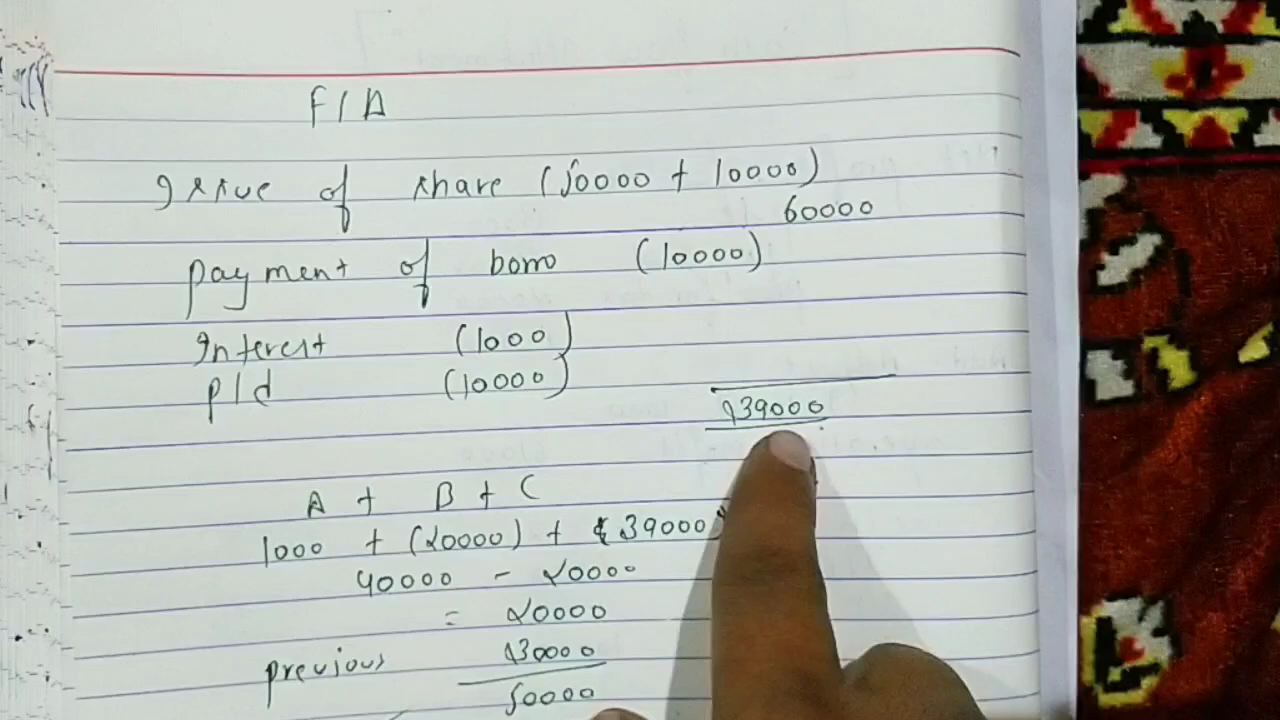 F/A
Issue of share (50000 + 10000)
60000
payment of borro (10000)
Interest (1000)
P/d (10000)
39000
A + B + C
1000 + (20000) + 39000
40000 - 20000
= 20000
previous 30000
50000